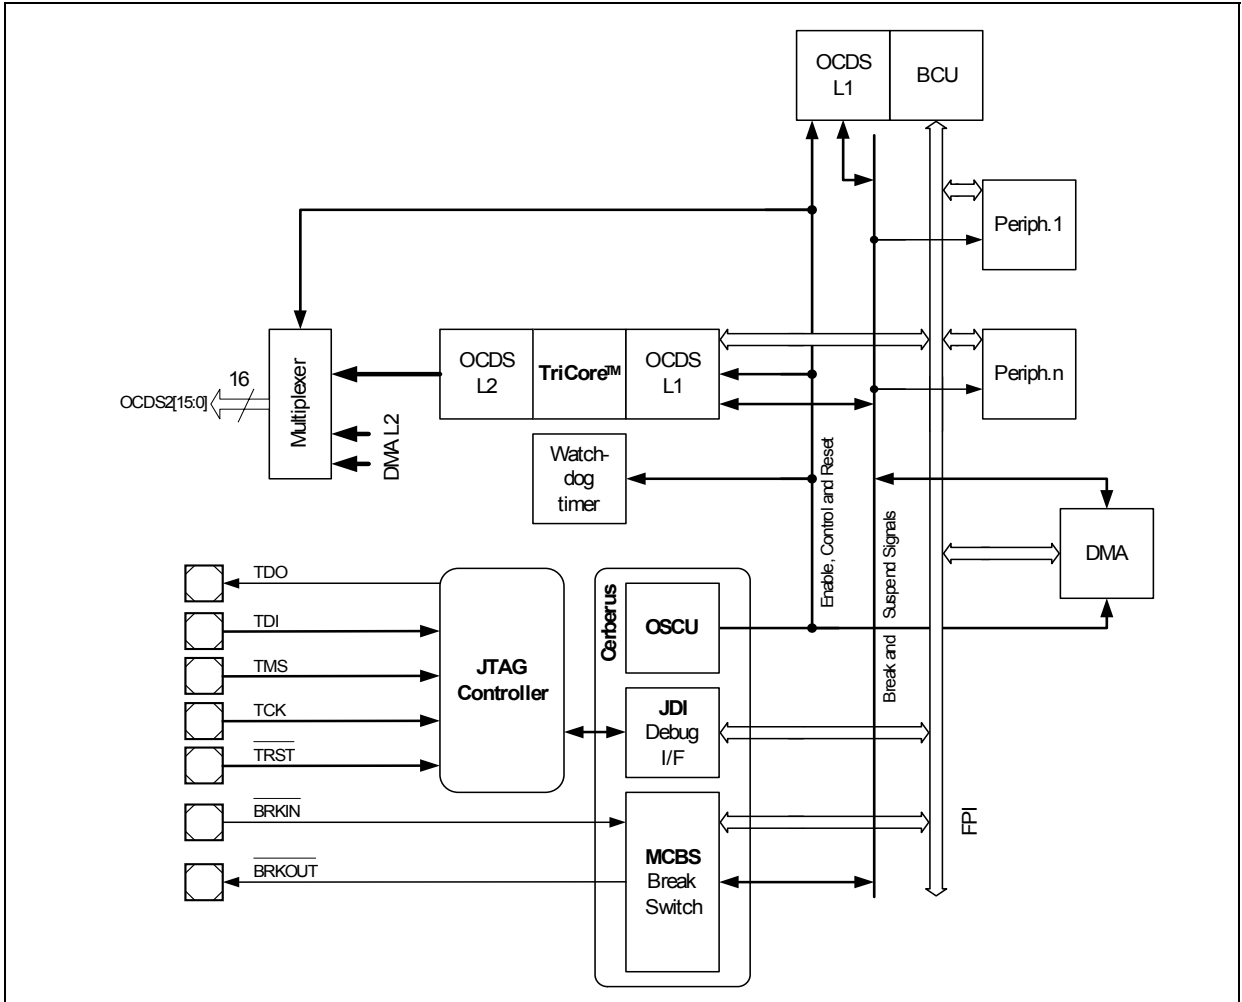 OCDS
L1
BCU
Periph.1
16
OCDS2[15:0]
Multiplexer
DMA L2
OCDS
L2
TriCore™
OCDS
L1
Periph.n
Watch-
dog
timer
Enable, Control and Reset
Break and Suspend Signals
DMA
TDO
TDI
TMS
TCK
TRST
BRKIN
BRKOUT
JTAG
Controller
Cerberus
OSCU
JDI
Debug
I/F
MCBS
Break
Switch
FPI